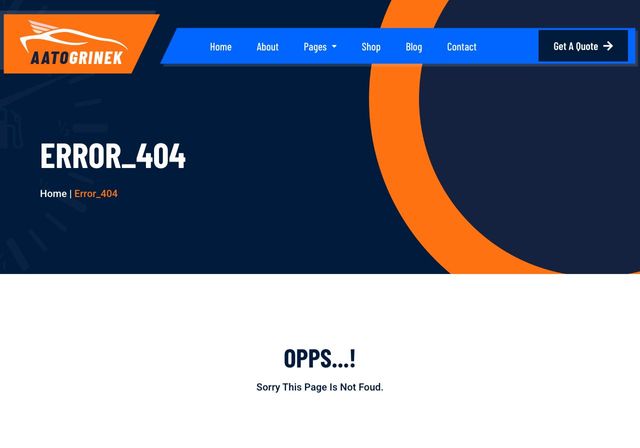 AATOGRINEK
Home About Pages Shop Blog Contact Get A Quote
ERROR_404
Home | Error_404
OPPS...!
Sorry This Page Is Not Foud.